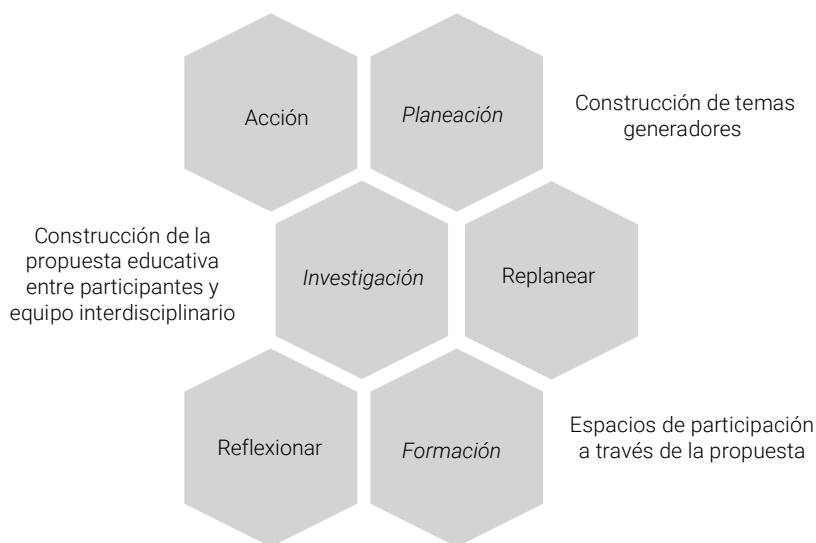 Acción
Planeación
Construcción de temas
generadores
Construcción de la
propuesta educativa
entre participantes y
equipo interdisciplinario
Investigación
Replanear
Reflexionar
Formación
Espacios de participación
a través de la propuesta